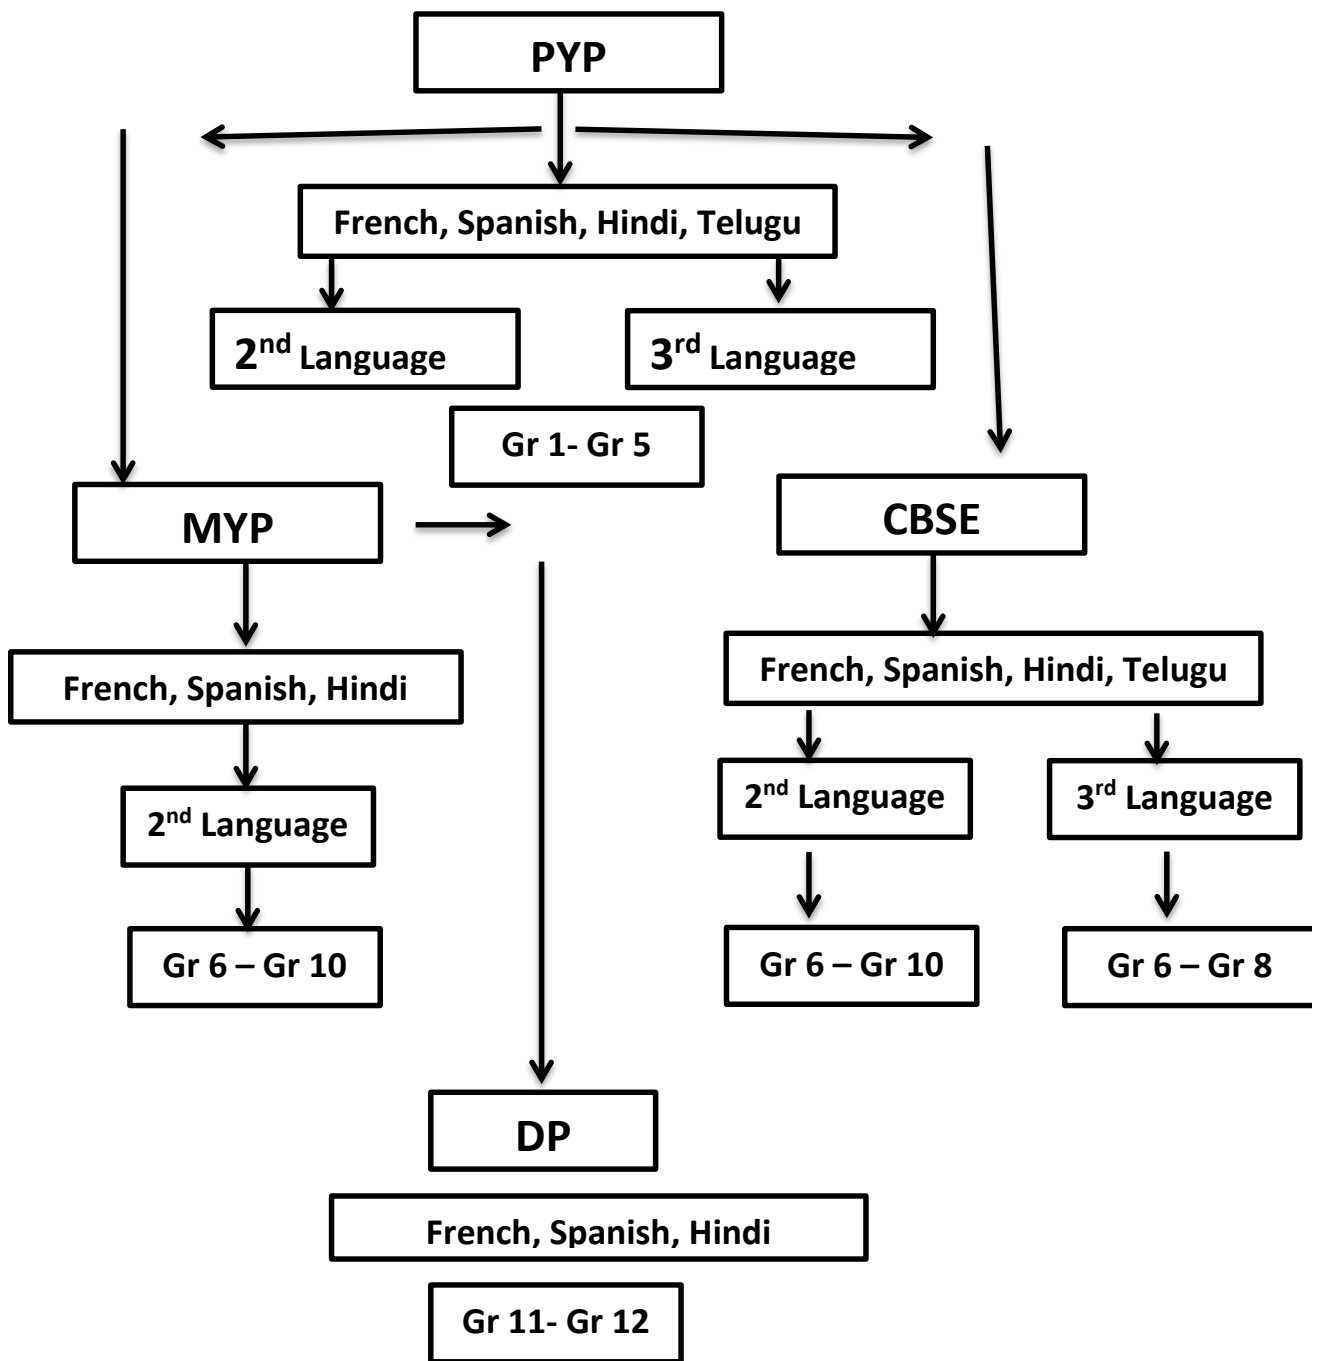 PYP
French, Spanish, Hindi, Telugu
2nd Language
3rd Language
Gr 1- Gr 5
MYP
CBSE
French, Spanish, Hindi
French, Spanish, Hindi, Telugu
2nd Language
2nd Language
3rd Language
Gr 6 – Gr 10
Gr 6 – Gr 10
Gr 6 – Gr 8
DP
French, Spanish, Hindi
Gr 11- Gr 12